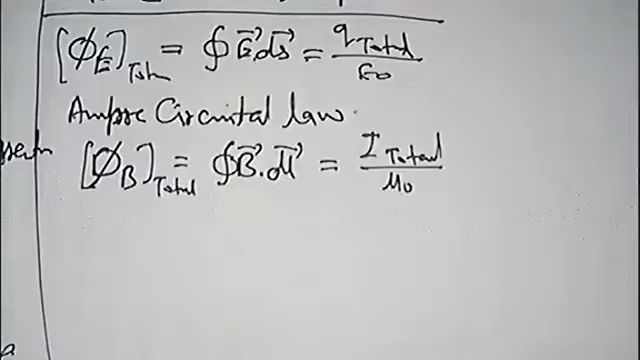 [ϕE]Total = ∮E⃗.ds⃗ = qTotal/ε0
Ampere Circuital law.
[ϕB]Total = ∮B⃗.dl⃗ = ITotal/μ0